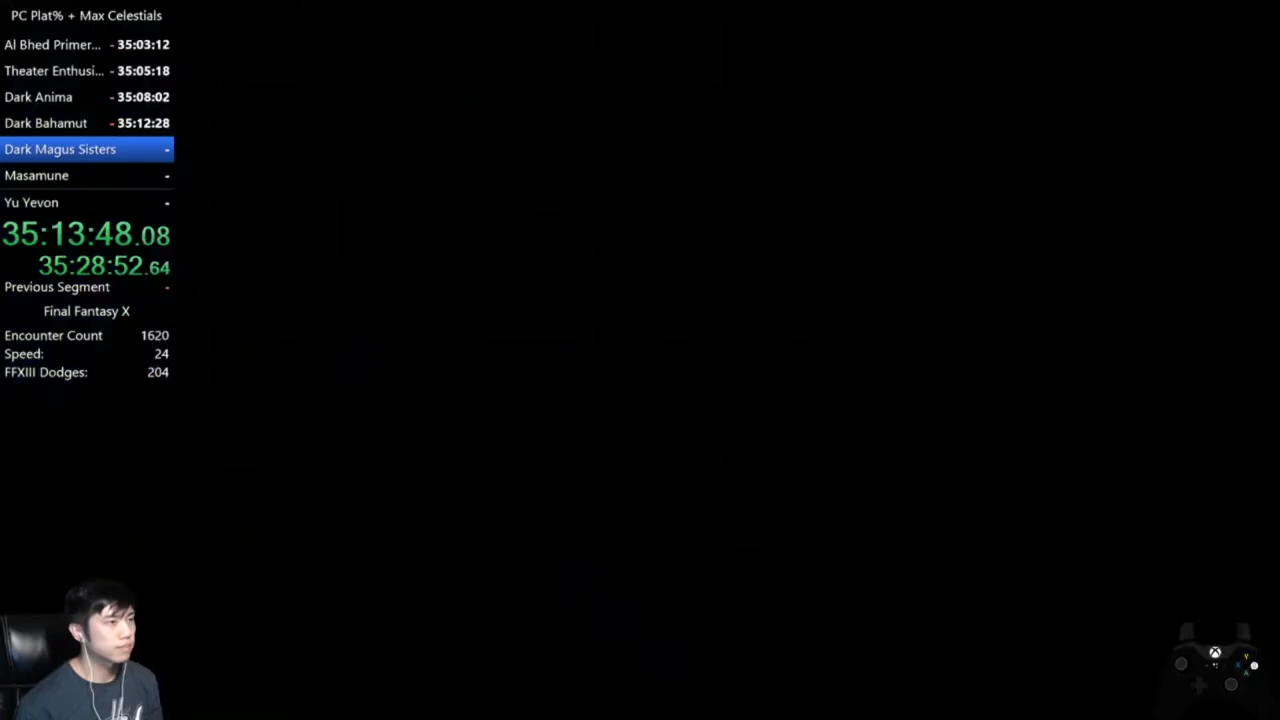 PC Plat% + Max Celestials
Al Bhed Primer... - 35:03:12
Theater Enthusi... - 35:05:18
Dark Anima - 35:08:02
Dark Bahamut - 35:12:28
Dark Magus Sisters -
Masamune -
Yu Yevon -
35:13:48.08
35:28:52.64
Previous Segment -
Final Fantasy X
Encounter Count 1620
Speed: 24
FFXIII Dodges: 204